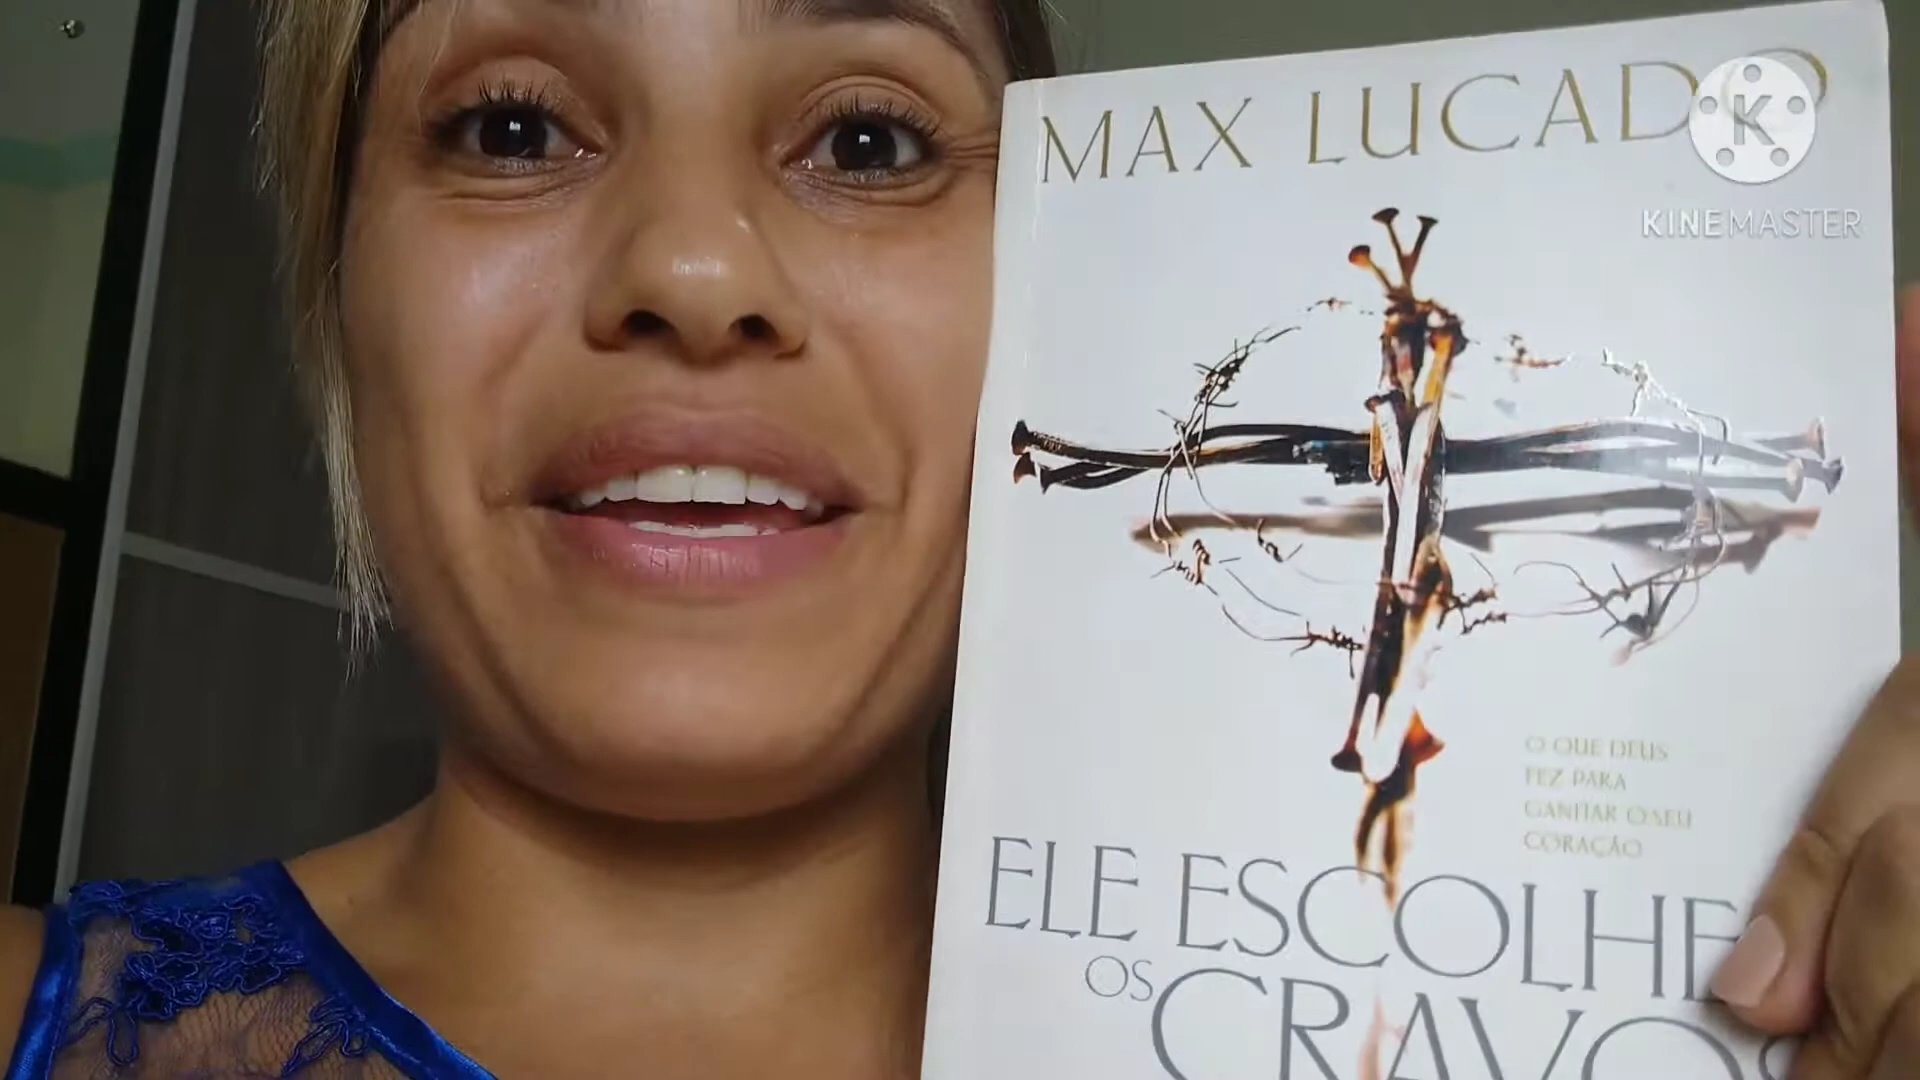 MAX LUCADO
K
KINEMASTER
O QUE DEUS
FEZ PARA
GANHAR O SEU
CORAÇÃO
ELE ESCOLHE
OS CRAVOS